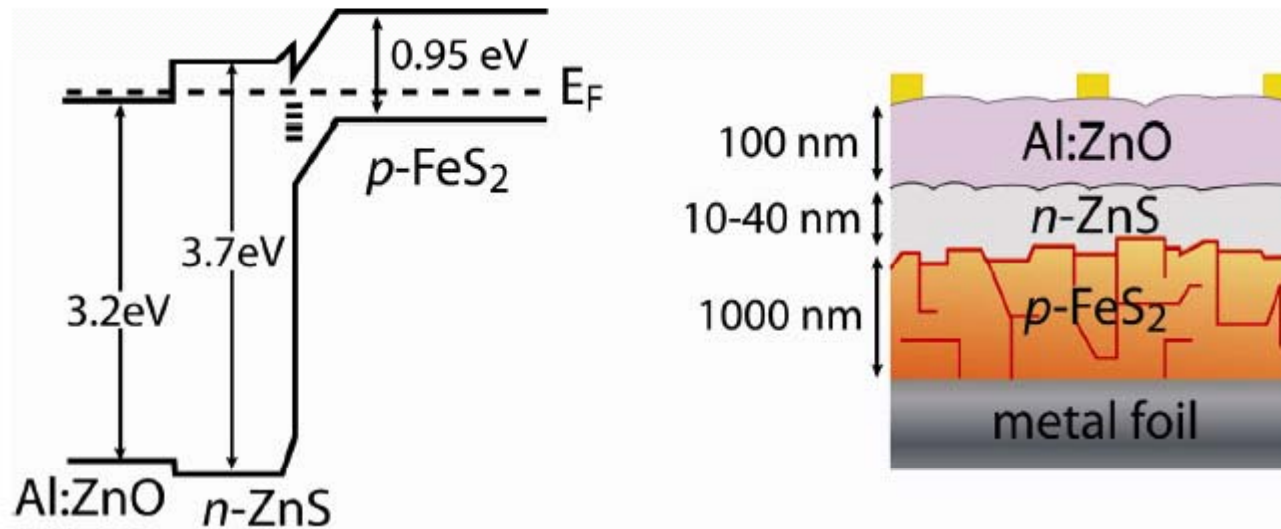 0.95 eV
E_F
p-FeS₂
3.7eV
3.2eV
Al:ZnO
n-ZnS
100 nm
Al:ZnO
10-40 nm
n-ZnS
1000 nm
p-FeS₂
metal foil